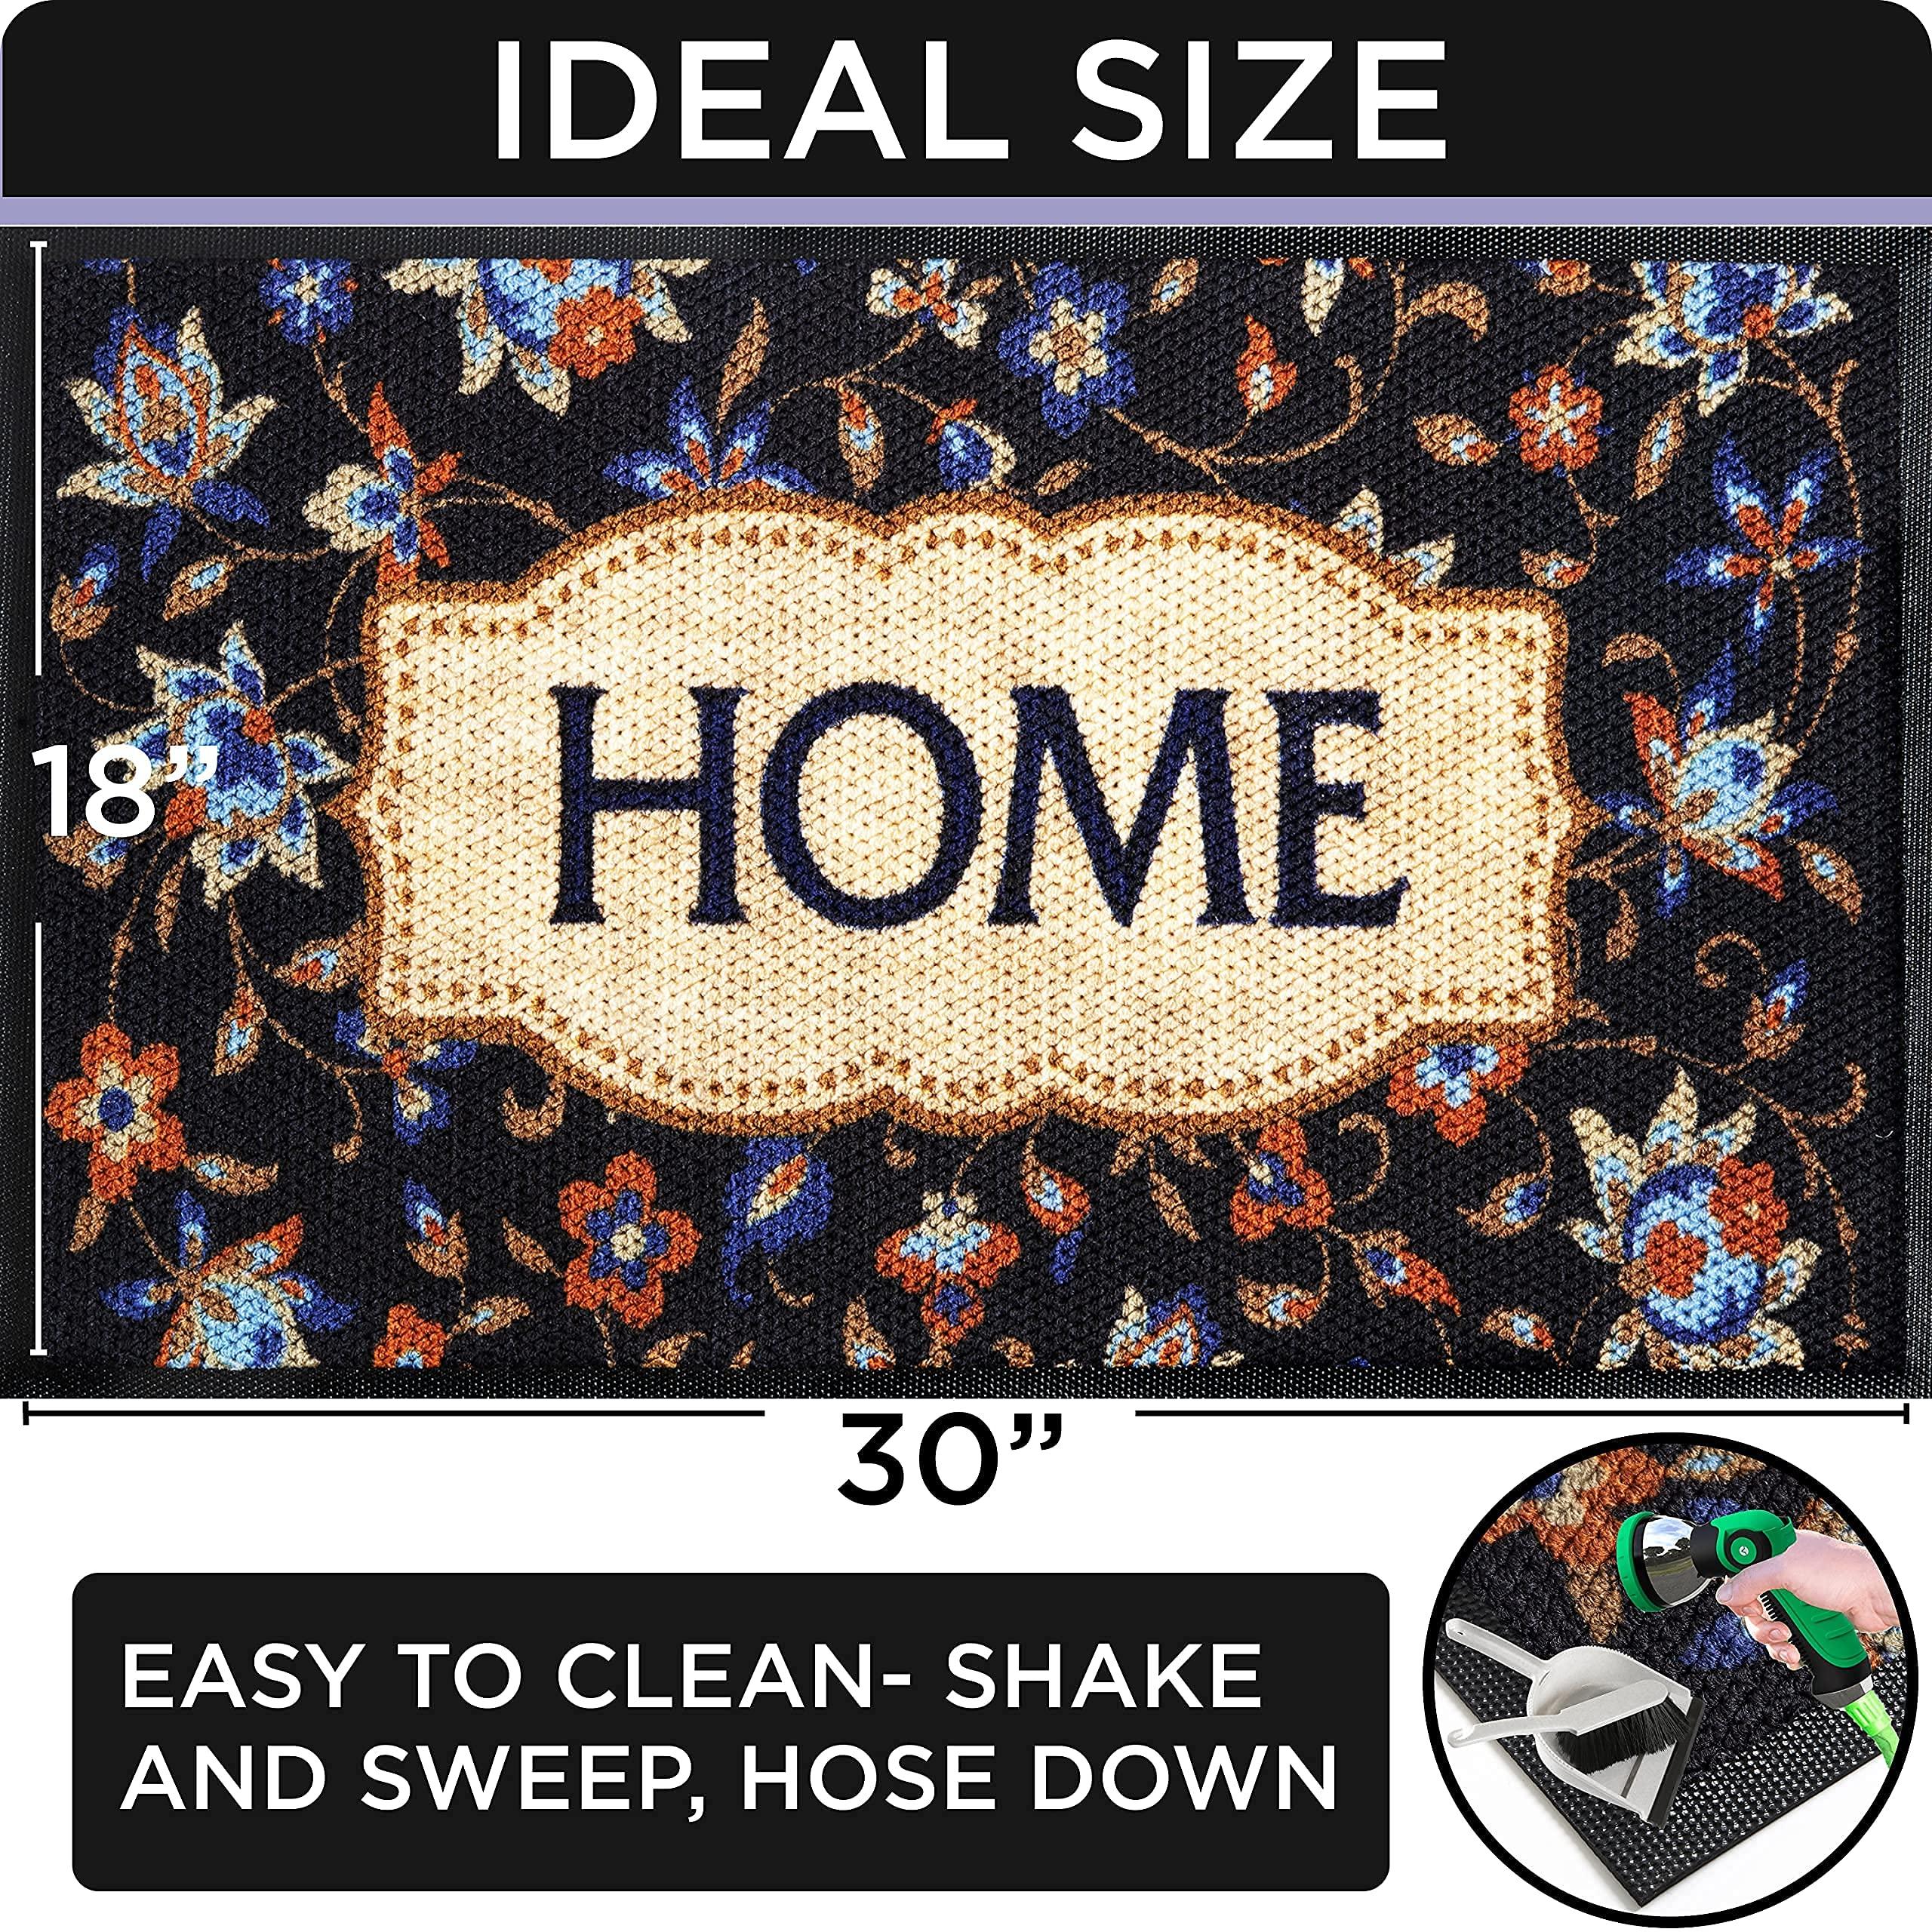 IDEAL SIZE
HOME
18”
30”
EASY TO CLEAN- SHAKE
AND SWEEP, HOSE DOWN